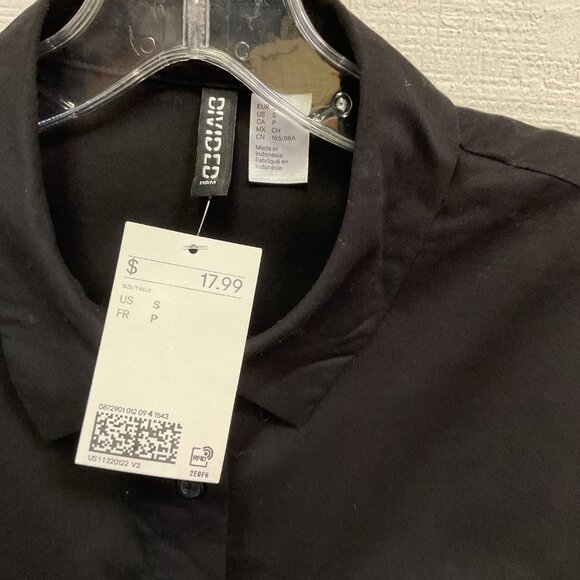 DIVIDED
H&M
EUR
US S
CA P
MX CH
CN 165/88A
Made in
Indonesia
Fabriqué en
Indonésie
$ 17.99
SIZE/TAILLE
US S
FR P
0872901 012 09 4 1543
US11220122 V3
RFID
2E0F6